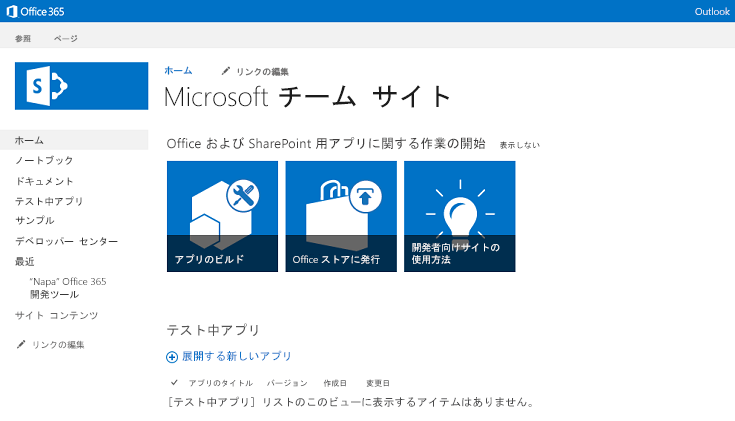 Office 365
Outlook
参照 ページ
ホーム リンクの編集
Microsoft チーム サイト
ホーム
ノートブック
ドキュメント
テスト中アプリ
サンプル
デベロッパー センター
最近
"Napa" Office 365
開発ツール
サイト コンテンツ
リンクの編集
Office および SharePoint 用アプリに関する作業の開始 表示しない
アプリのビルド
Office ストアに発行
開発者向けサイトの
使用方法
テスト中アプリ
展開する新しいアプリ
アプリのタイトル バージョン 作成日 変更日
[テスト中アプリ] リストのこのビューに表示するアイテムはありません。